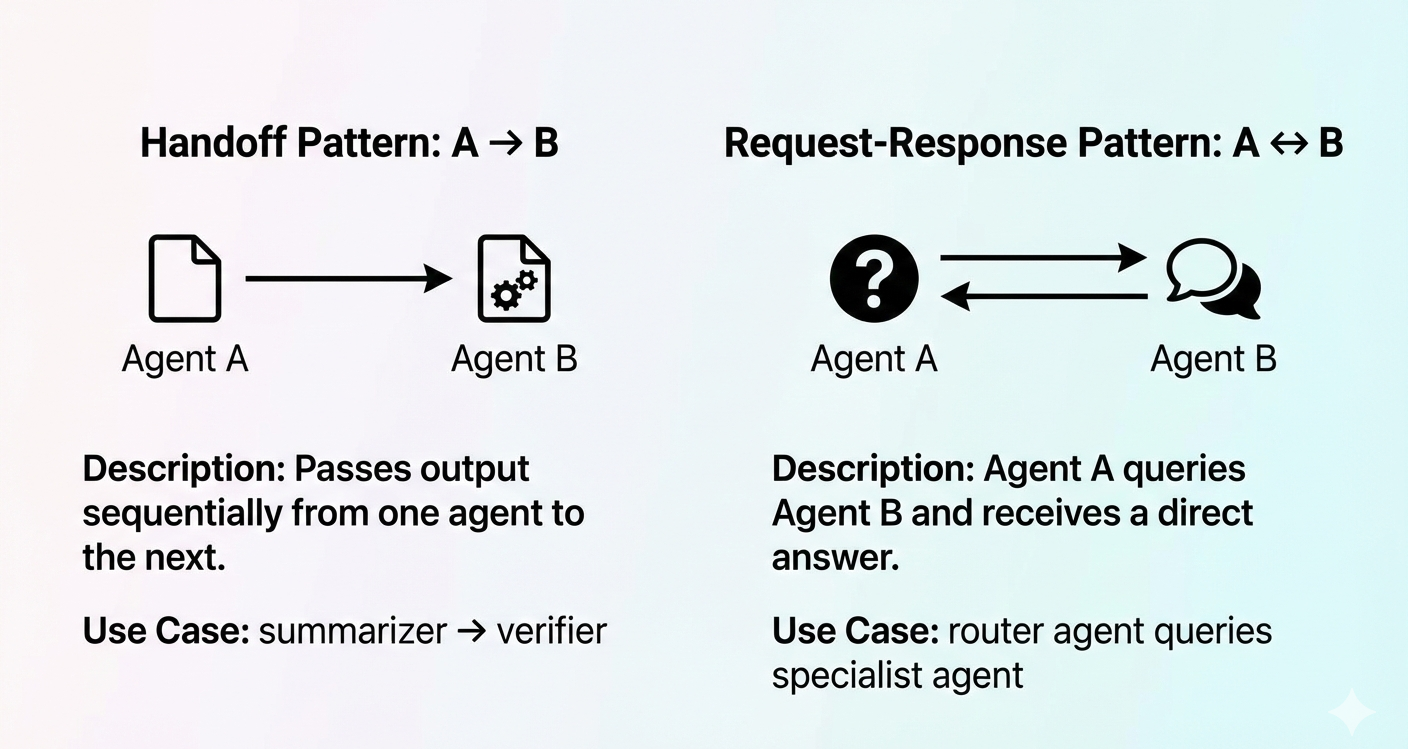 Handoff Pattern: A → B
Agent A
Agent B
Description: Passes output
sequentially from one agent to
the next.
Use Case: summarizer → verifier
Request-Response Pattern: A ↔ B
?
Agent A
Agent B
Description: Agent A queries
Agent B and receives a direct
answer.
Use Case: router agent queries
specialist agent